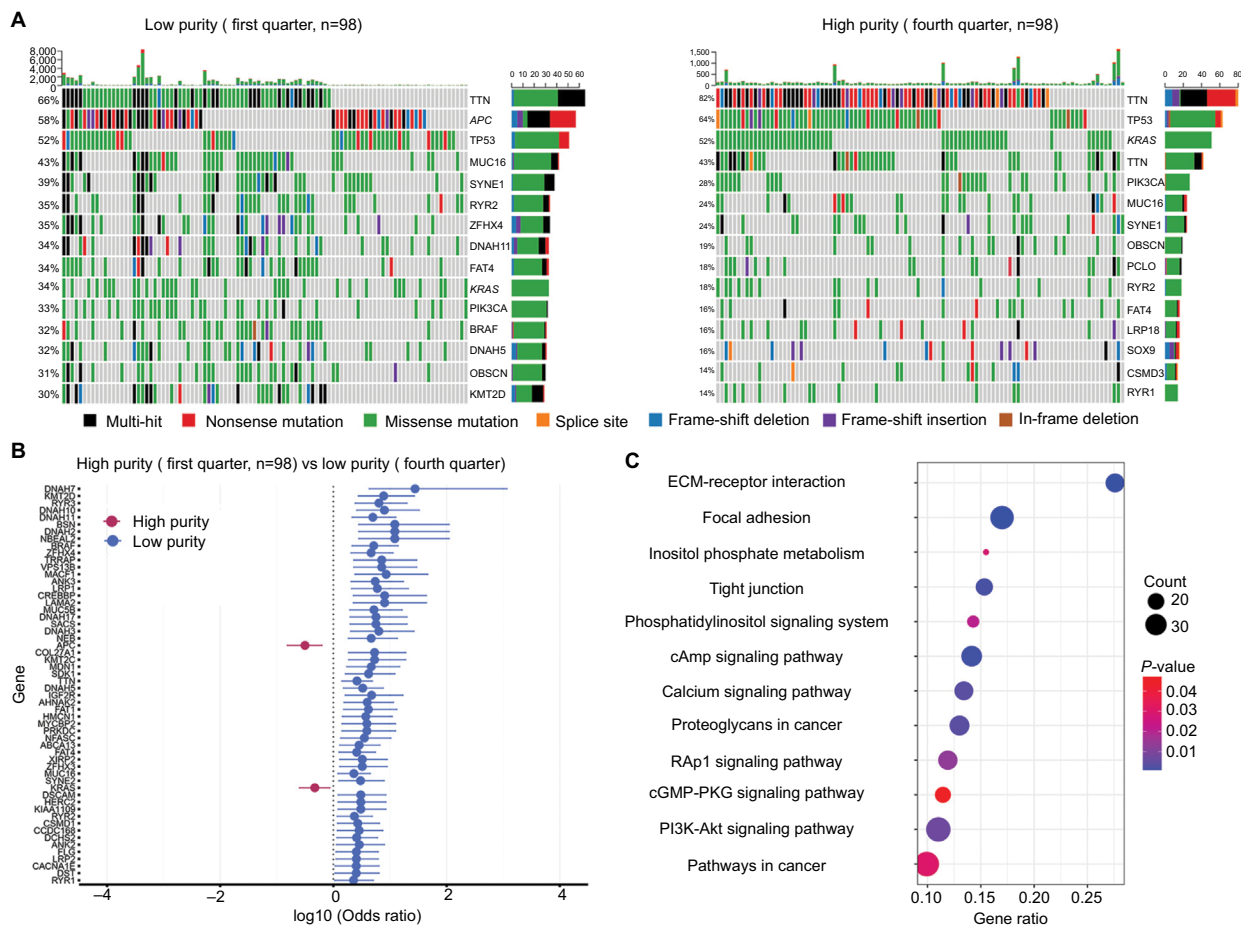 A
Low purity ( first quarter, n=98)
8,000
6,000
4,000
2,000
0
0 10 20 30 40 50 60
66% TTN
58% APC
52% TP53
43% MUC16
39% SYNE1
35% RYR2
35% ZFHX4
34% DNAH11
34% FAT4
34% KRAS
33% PIK3CA
32% BRAF
32% DNAH5
31% OBSCN
30% KMT2D
High purity ( fourth quarter, n=98)
1,500
1,000
500
0
0 20 40 60 80
82% TTN
64% TP53
52% KRAS
43% TTN
28% PIK3CA
24% MUC16
24% SYNE1
19% OBSCN
18% PCLO
18% RYR2
16% FAT4
16% LRP18
16% SOX9
14% CSMD3
14% RYR1
Multi-hit Nonsense mutation Missense mutation Splice site Frame-shift deletion Frame-shift insertion In-frame deletion
B
High purity ( first quarter, n=98) vs low purity ( fourth quarter)
Gene
DNAH7
KMT2D
RYR3
DNAH10
DNAH11
BSN
DNAH2
NBEAL2
BRAF
ZFHX4
TRRAP
VPS13B
MACF1
ANK3
LRP1
CREBBP
LAMA2
MUC5B
DNAH17
SACS
DNAH3
NEB
APC
COL27A1
KMT2C
MDN1
SDK1
TTN
DNAH5
IGF2R
AHNAK2
FAT1
HMCN1
MYCBP2
PRKDC
NFASC
ABCA13
FAT4
XIRP2
ZFHX3
MUC16
SYNE2
KRAS
DSCAM
HERC2
KIAA1109
RYR2
CSMD1
CCDC168
DCHS2
ANK2
FLG
LRP2
CACNA1E
DST
RYR1
High purity
Low purity
−4 −2 0 2 4
log10 (Odds ratio)
C
ECM-receptor interaction
Focal adhesion
Inositol phosphate metabolism
Tight junction
Phosphatidylinositol signaling system
cAmp signaling pathway
Calcium signaling pathway
Proteoglycans in cancer
RAp1 signaling pathway
cGMP-PKG signaling pathway
PI3K-Akt signaling pathway
Pathways in cancer
0.10 0.15 0.20 0.25
Gene ratio
Count
20
30
P-value
0.04
0.03
0.02
0.01